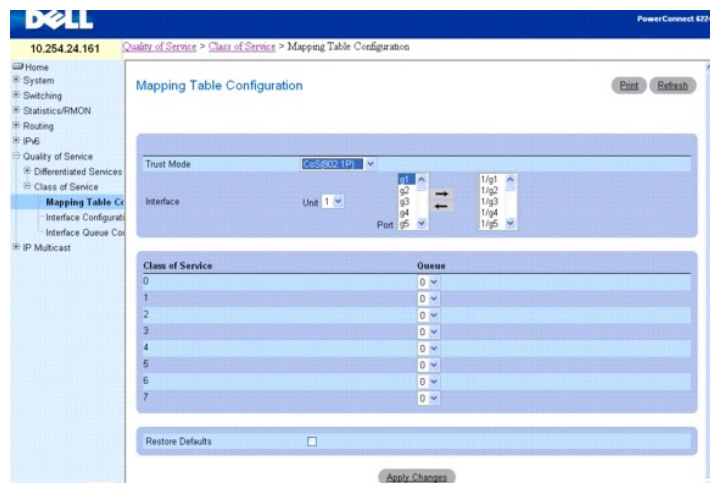 DELL
PowerConnect 622
10.254.24.161
Quality of Service > Class of Service > Mapping Table Configuration
Home
System
Switching
Statistics/RMON
Routing
IPv6
Quality of Service
Differentiated Services
Class of Service
Mapping Table Co
Interface Configurati
Interface Queue Con
IP Multicast
Mapping Table Configuration
Print Refresh
Trust Mode CoS(802.1P)
Interface Unit 1 Port
g1
g2
g3
g4
g5
1/g1
1/g2
1/g3
1/g4
1/g5
Class of Service Queue
0 0
1 0
2 0
3 0
4 0
5 0
6 0
7 0
Restore Defaults
Apply Changes